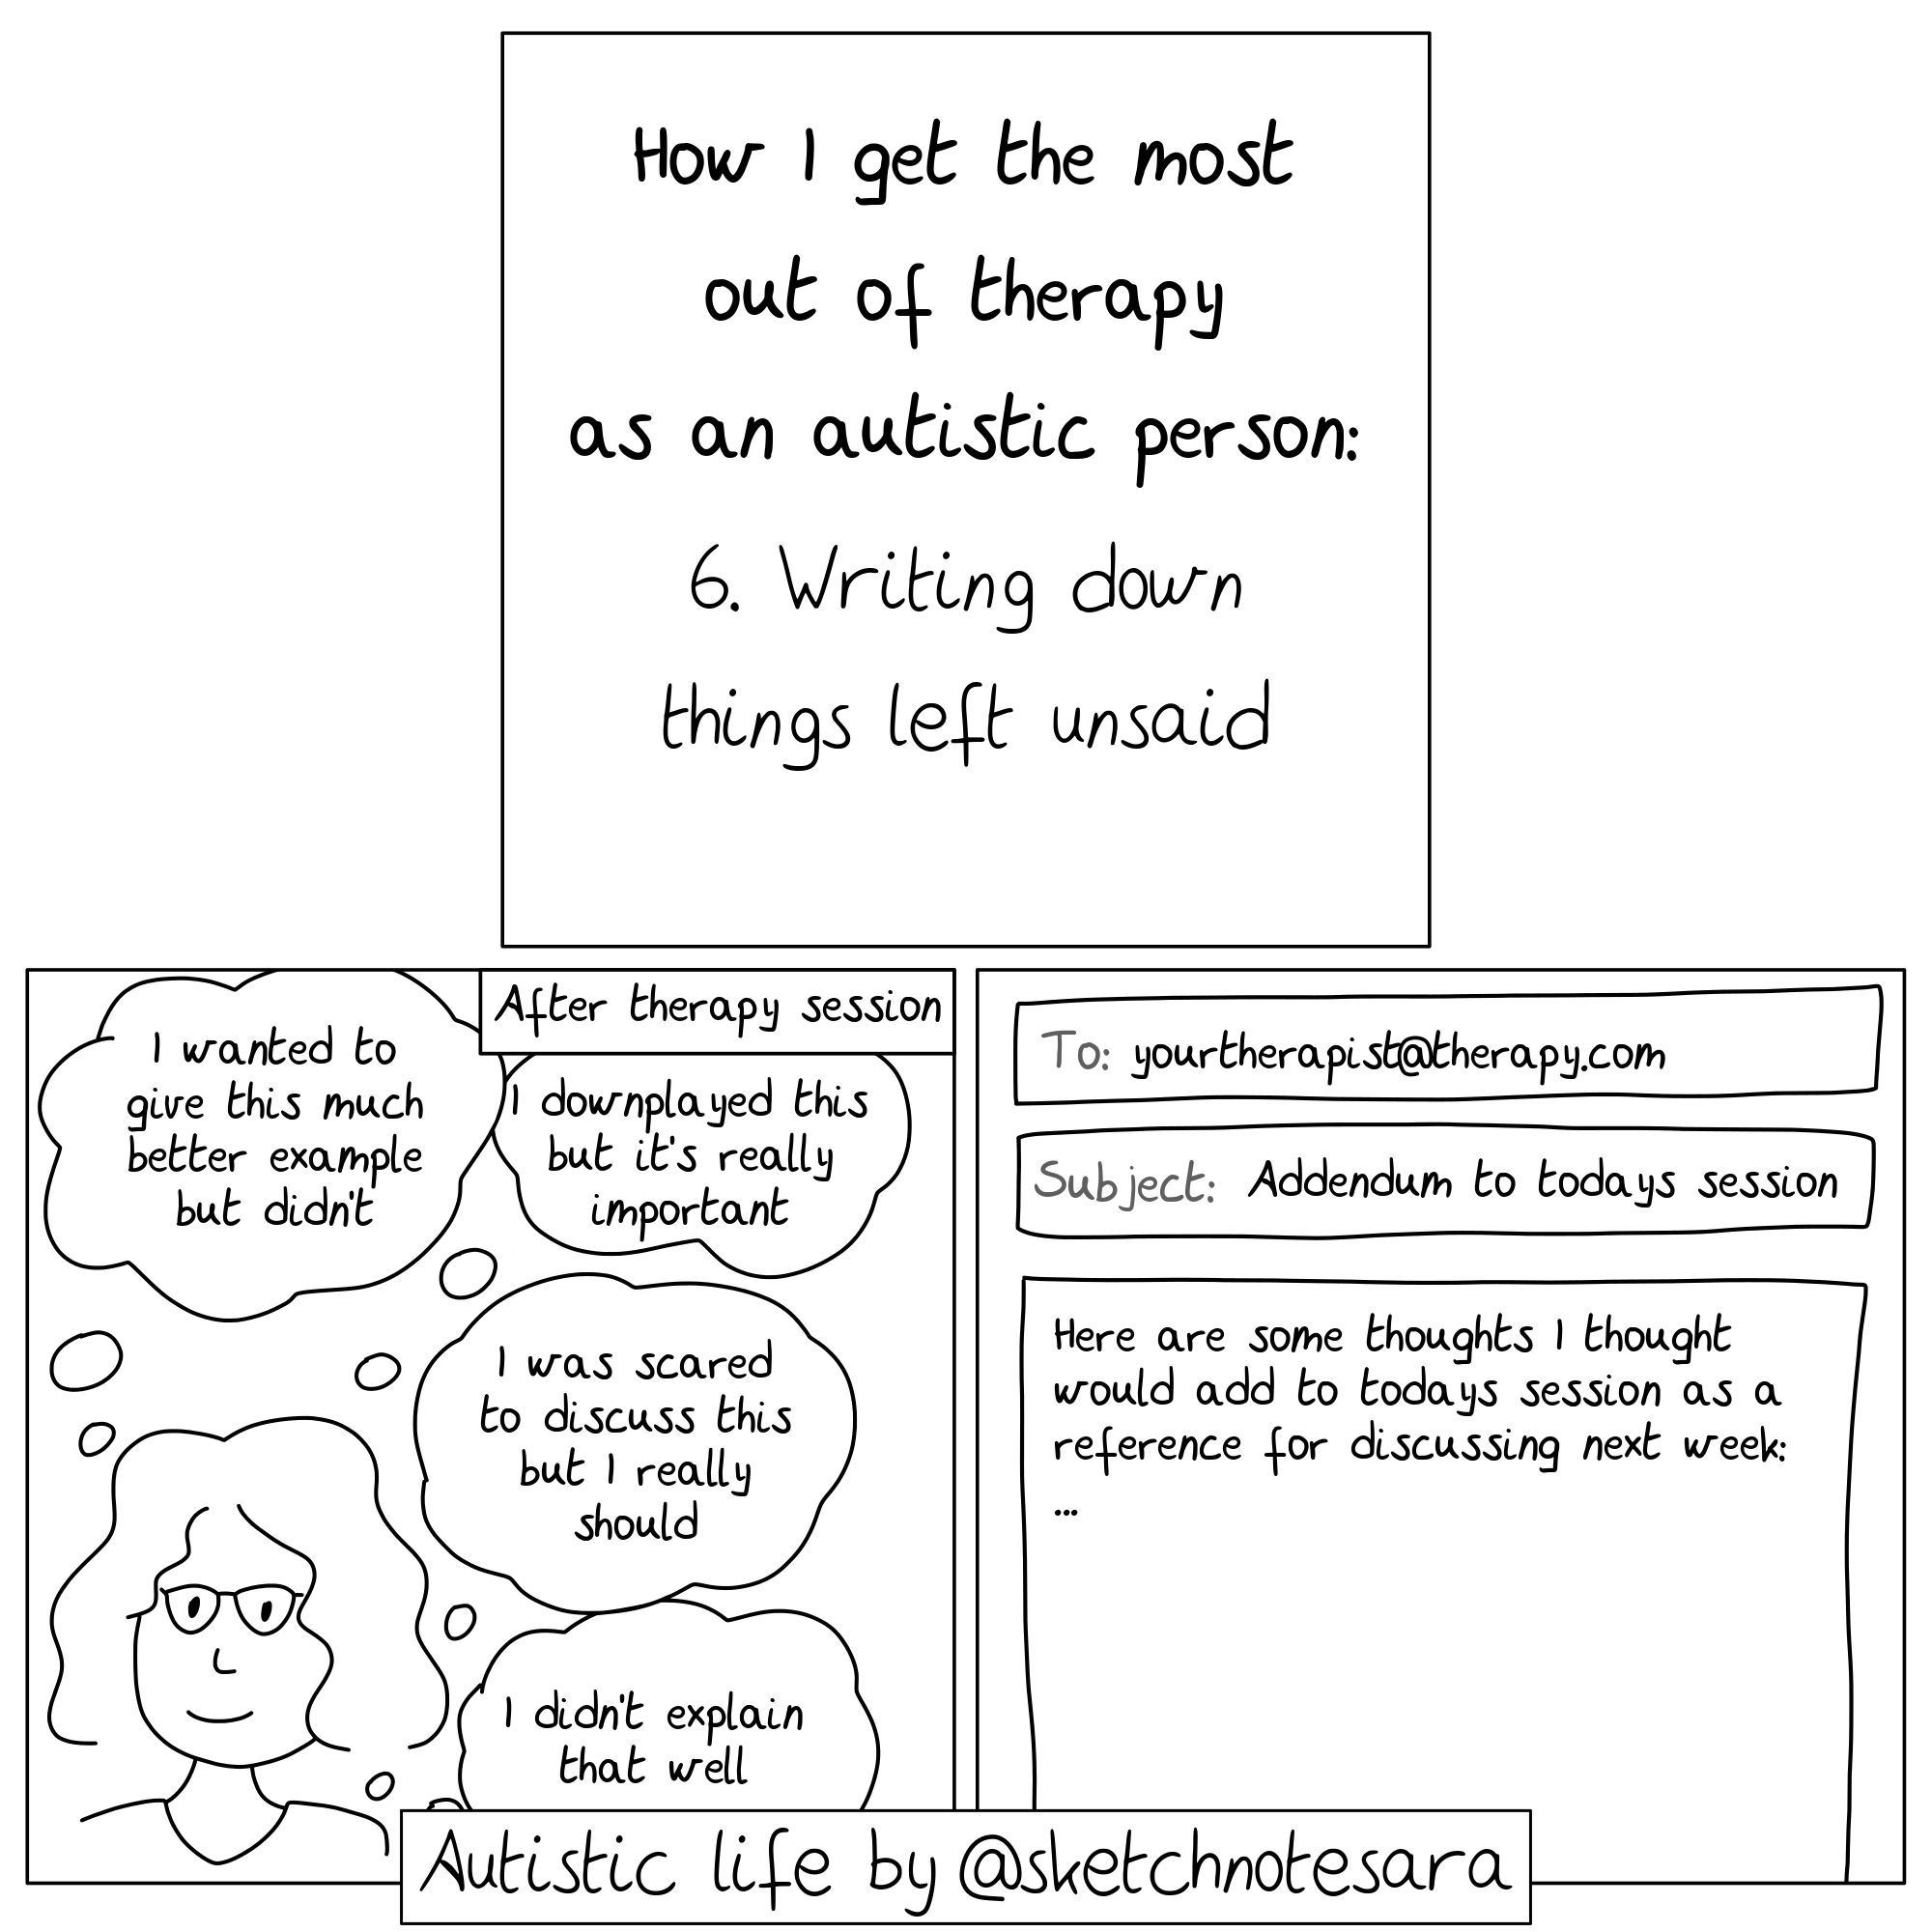 How I get the most
out of therapy
as an autistic person:
6. Writing down
things left unsaid
After therapy session
I wanted to
give this much
better example
but didn't
I downplayed this
but it's really
important
I was scared
to discuss this
but I really
should
I didn't explain
that well
To: yourtherapist@therapy.com
Subject: Addendum to todays session
Here are some thoughts I thought
would add to todays session as a
reference for discussing next week:
...
Autistic life by @sketchnotesara